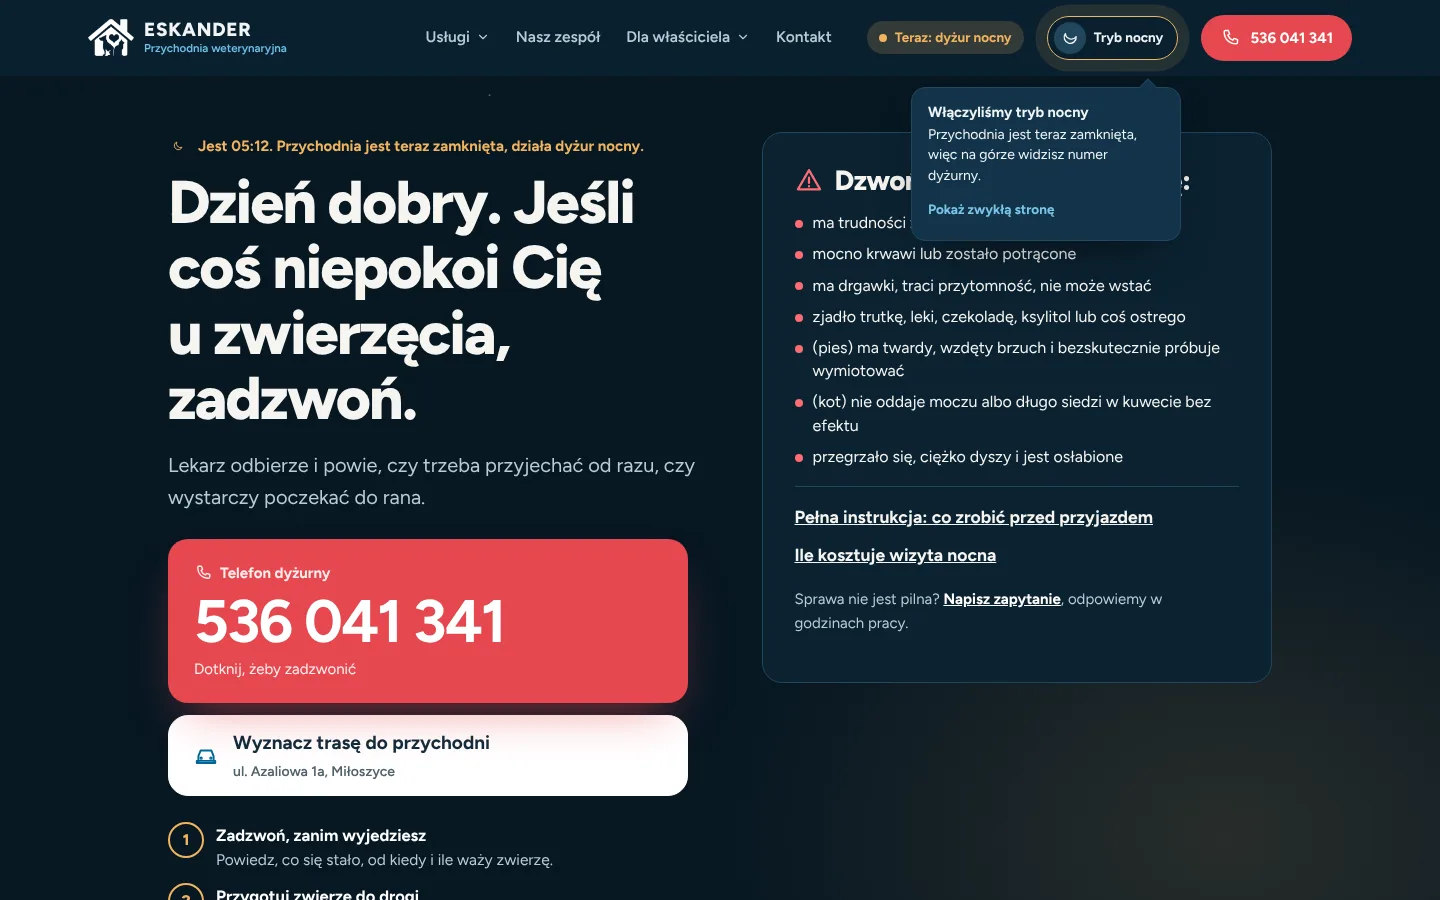 ESKANDER
Przychodnia weterynaryjna
Usługi
Nasz zespół
Dla właściciela
Kontakt
Teraz: dyżur nocny
Tryb nocny
536 041 341
Włączyliśmy tryb nocny
Przychodnia jest teraz zamknięta,
więc na górze widzisz numer
dyżurny.
Pokaż zwykłą stronę
Jest 05:12. Przychodnia jest teraz zamknięta, działa dyżur nocny.
Dzień dobry. Jeśli
coś niepokoi Cię
u zwierzęcia,
zadzwoń.
Lekarz odbierze i powie, czy trzeba przyjechać od razu, czy
wystarczy poczekać do rana.
Telefon dyżurny
536 041 341
Dotknij, żeby zadzwonić
Wyznacz trasę do przychodni
ul. Azaliowa 1a, Miłoszyce
1
Zadzwoń, zanim wyjedziesz
Powiedz, co się stało, od kiedy i ile waży zwierzę.
2
Przygotuj zwierzę do drogi
ma trudności
mocno krwawi lub zostało potrącone
ma drgawki, traci przytomność, nie może wstać
zjadło trutkę, leki, czekoladę, ksylitol lub coś ostrego
(pies) ma twardy, wzdęty brzuch i bezskutecznie próbuje
wymiotować
(kot) nie oddaje moczu albo długo siedzi w kuwecie bez
efektu
przegrzało się, ciężko dyszy i jest osłabione
Pełna instrukcja: co zrobić przed przyjazdem
Ile kosztuje wizyta nocna
Sprawa nie jest pilna? Napisz zapytanie, odpowiemy w
godzinach pracy.